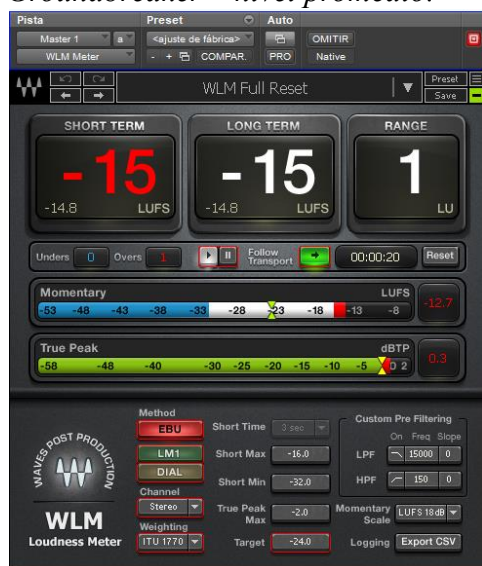 Groundbreaker – nivel promedio.
Pista Preset Auto
Master 1 a <ajuste de fábrica> OMITIR
WLM Meter - + COMPAR. PRO Native
WLM Full Reset Preset
Save
SHORT TERM LONG TERM RANGE
-15 -15 1
-14.8 LUFS -14.8 LUFS LU
Unders 0 Overs 1 Follow Transport 00:00:20 Reset
Momentary LUFS
-53 -48 -43 -38 -33 -28 -23 -18 -13 -8 -12.7
True Peak dBTP
-58 -48 -40 -30 -25 -20 -15 -10 -5 0 2 0.3
Method
EBU Short Time 3 sec Custom Pre Filtering
On Freq Slope
LM1 Short Max -16.0 LPF 15000 0
DIAL Short Min -32.0 HPF 150 0
Channel
Stereo True Peak Max -2.0 Momentary Scale LUFS 18dB
Weighting
ITU 1770 Target -24.0 Logging Export CSV
WAVES POST PRODUCTION
WLM
Loudness Meter